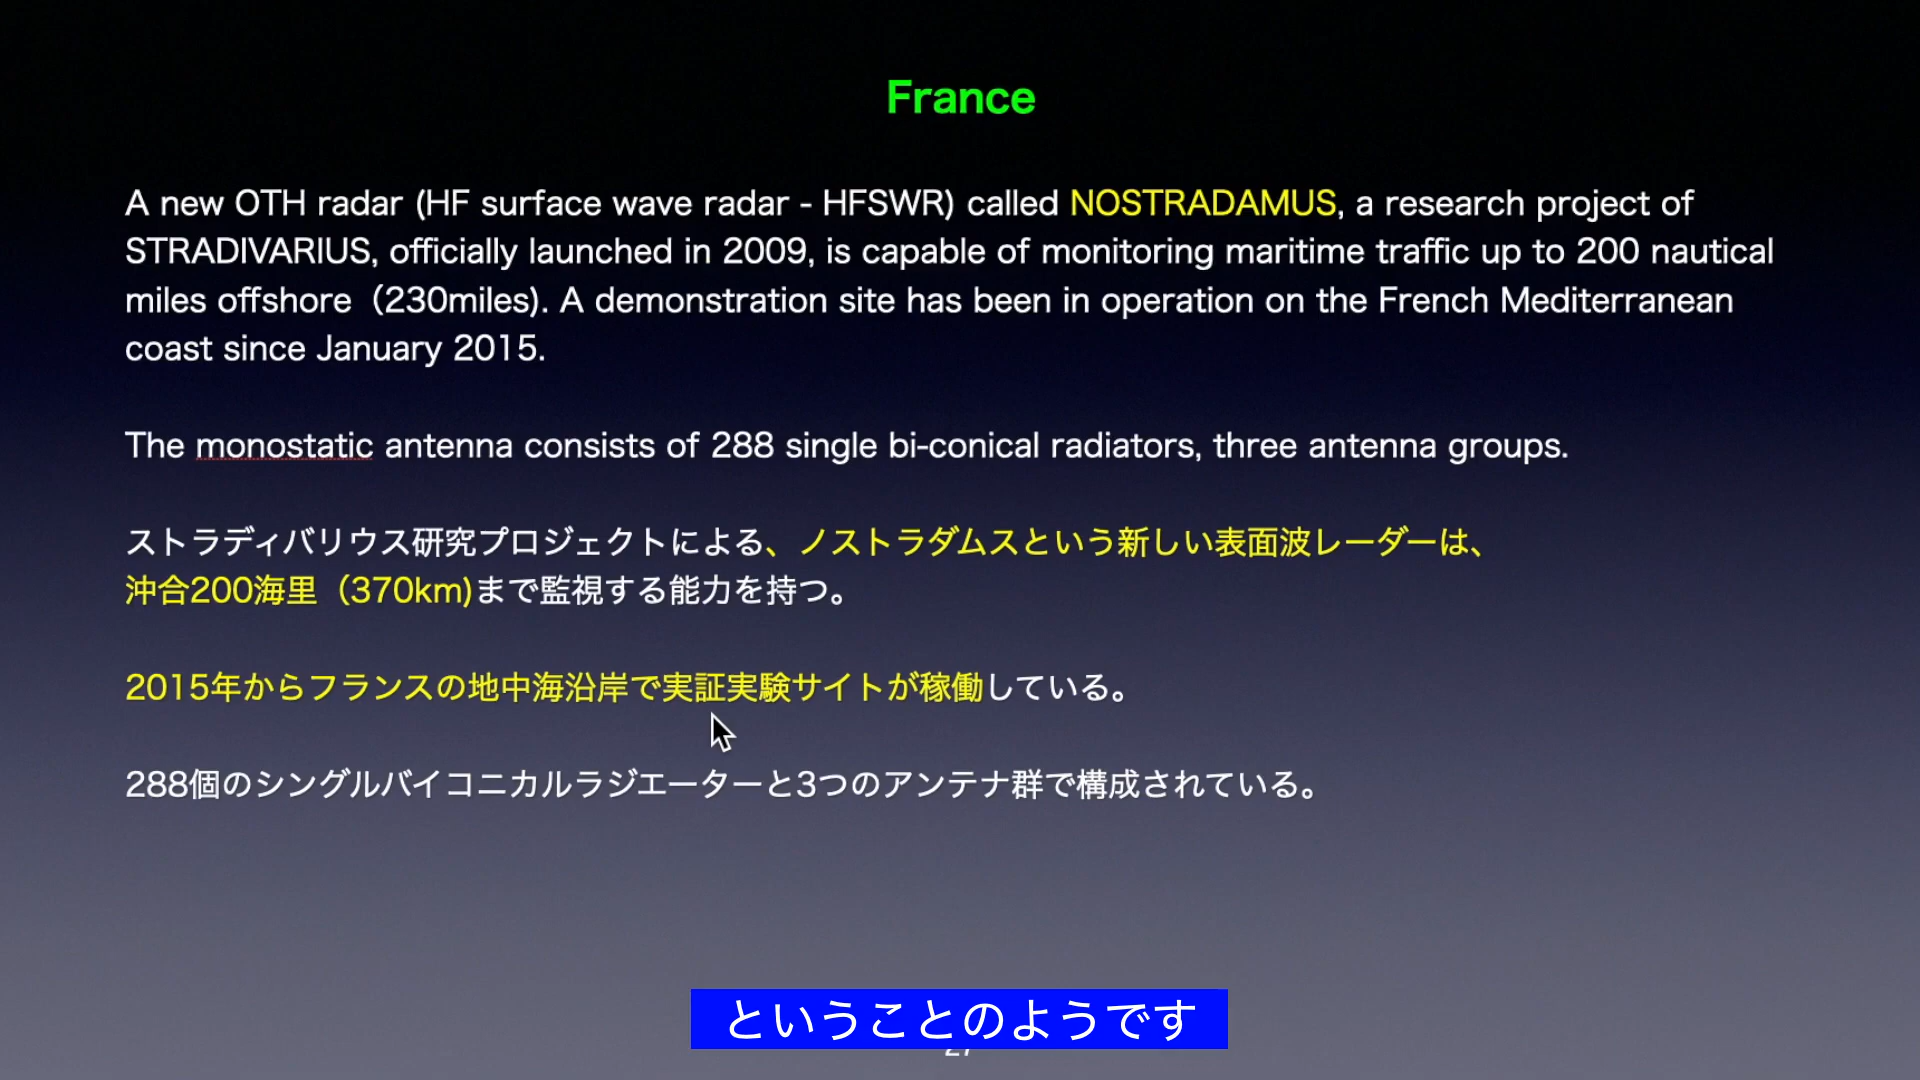 France
A new OTH radar (HF surface wave radar - HFSWR) called NOSTRADAMUS, a research project of
STRADIVARIUS, officially launched in 2009, is capable of monitoring maritime traffic up to 200 nautical
miles offshore（230miles). A demonstration site has been in operation on the French Mediterranean
coast since January 2015.
The monostatic antenna consists of 288 single bi-conical radiators, three antenna groups.
ストラディバリウス研究プロジェクトによる、ノストラダムスという新しい表面波レーダーは、
沖合200海里（370km)まで監視する能力を持つ。
2015年からフランスの地中海沿岸で実証実験サイトが稼働している。
288個のシングルバイコニカルラジエーターと3つのアンテナ群で構成されている。
ということのようです